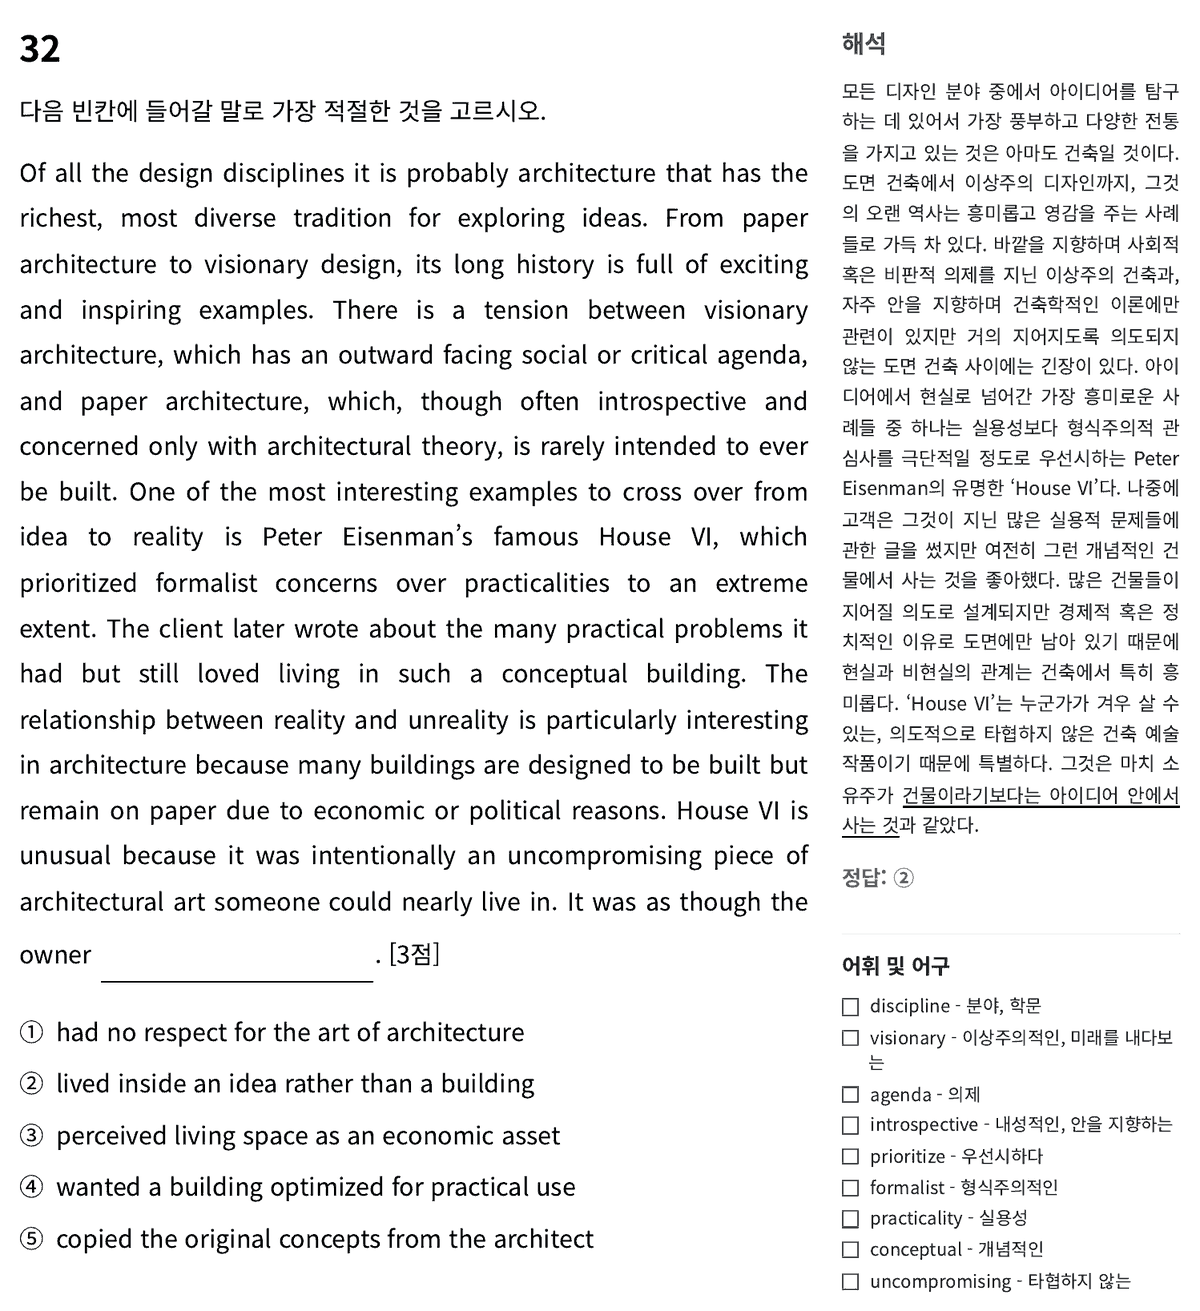 32
다음 빈칸에 들어갈 말로 가장 적절한 것을 고르시오.
Of all the design disciplines it is probably architecture that has the
richest, most diverse tradition for exploring ideas. From paper
architecture to visionary design, its long history is full of exciting
and inspiring examples. There is a tension between visionary
architecture, which has an outward facing social or critical agenda,
and paper architecture, which, though often introspective and
concerned only with architectural theory, is rarely intended to ever
be built. One of the most interesting examples to cross over from
idea to reality is Peter Eisenman’s famous House VI, which
prioritized formalist concerns over practicalities to an extreme
extent. The client later wrote about the many practical problems it
had but still loved living in such a conceptual building. The
relationship between reality and unreality is particularly interesting
in architecture because many buildings are designed to be built but
remain on paper due to economic or political reasons. House VI is
unusual because it was intentionally an uncompromising piece of
architectural art someone could nearly live in. It was as though the
owner . [3점]
① had no respect for the art of architecture
② lived inside an idea rather than a building
③ perceived living space as an economic asset
④ wanted a building optimized for practical use
⑤ copied the original concepts from the architect
해석
모든 디자인 분야 중에서 아이디어를 탐구
하는 데 있어서 가장 풍부하고 다양한 전통
을 가지고 있는 것은 아마도 건축일 것이다.
도면 건축에서 이상주의 디자인까지, 그것
의 오랜 역사는 흥미롭고 영감을 주는 사례
들로 가득 차 있다. 바깥을 지향하며 사회적
혹은 비판적 의제를 지닌 이상주의 건축과,
자주 안을 지향하며 건축학적인 이론에만
관련이 있지만 거의 지어지도록 의도되지
않는 도면 건축 사이에는 긴장이 있다. 아이
디어에서 현실로 넘어간 가장 흥미로운 사
례들 중 하나는 실용성보다 형식주의적 관
심사를 극단적일 정도로 우선시하는 Peter
Eisenman의 유명한 ‘House VI’다. 나중에
고객은 그것이 지닌 많은 실용적 문제들에
관한 글을 썼지만 여전히 그런 개념적인 건
물에서 사는 것을 좋아했다. 많은 건물들이
지어질 의도로 설계되지만 경제적 혹은 정
치적인 이유로 도면에만 남아 있기 때문에
현실과 비현실의 관계는 건축에서 특히 흥
미롭다. ‘House VI’는 누군가가 겨우 살 수
있는, 의도적으로 타협하지 않은 건축 예술
작품이기 때문에 특별하다. 그것은 마치 소
유주가 건물이라기보다는 아이디어 안에서
사는 것과 같았다.
정답: ②
어휘 및 어구
discipline - 분야, 학문
visionary - 이상주의적인, 미래를 내다보
는
agenda - 의제
introspective - 내성적인, 안을 지향하는
prioritize - 우선시하다
formalist - 형식주의적인
practicality - 실용성
conceptual - 개념적인
uncompromising - 타협하지 않는